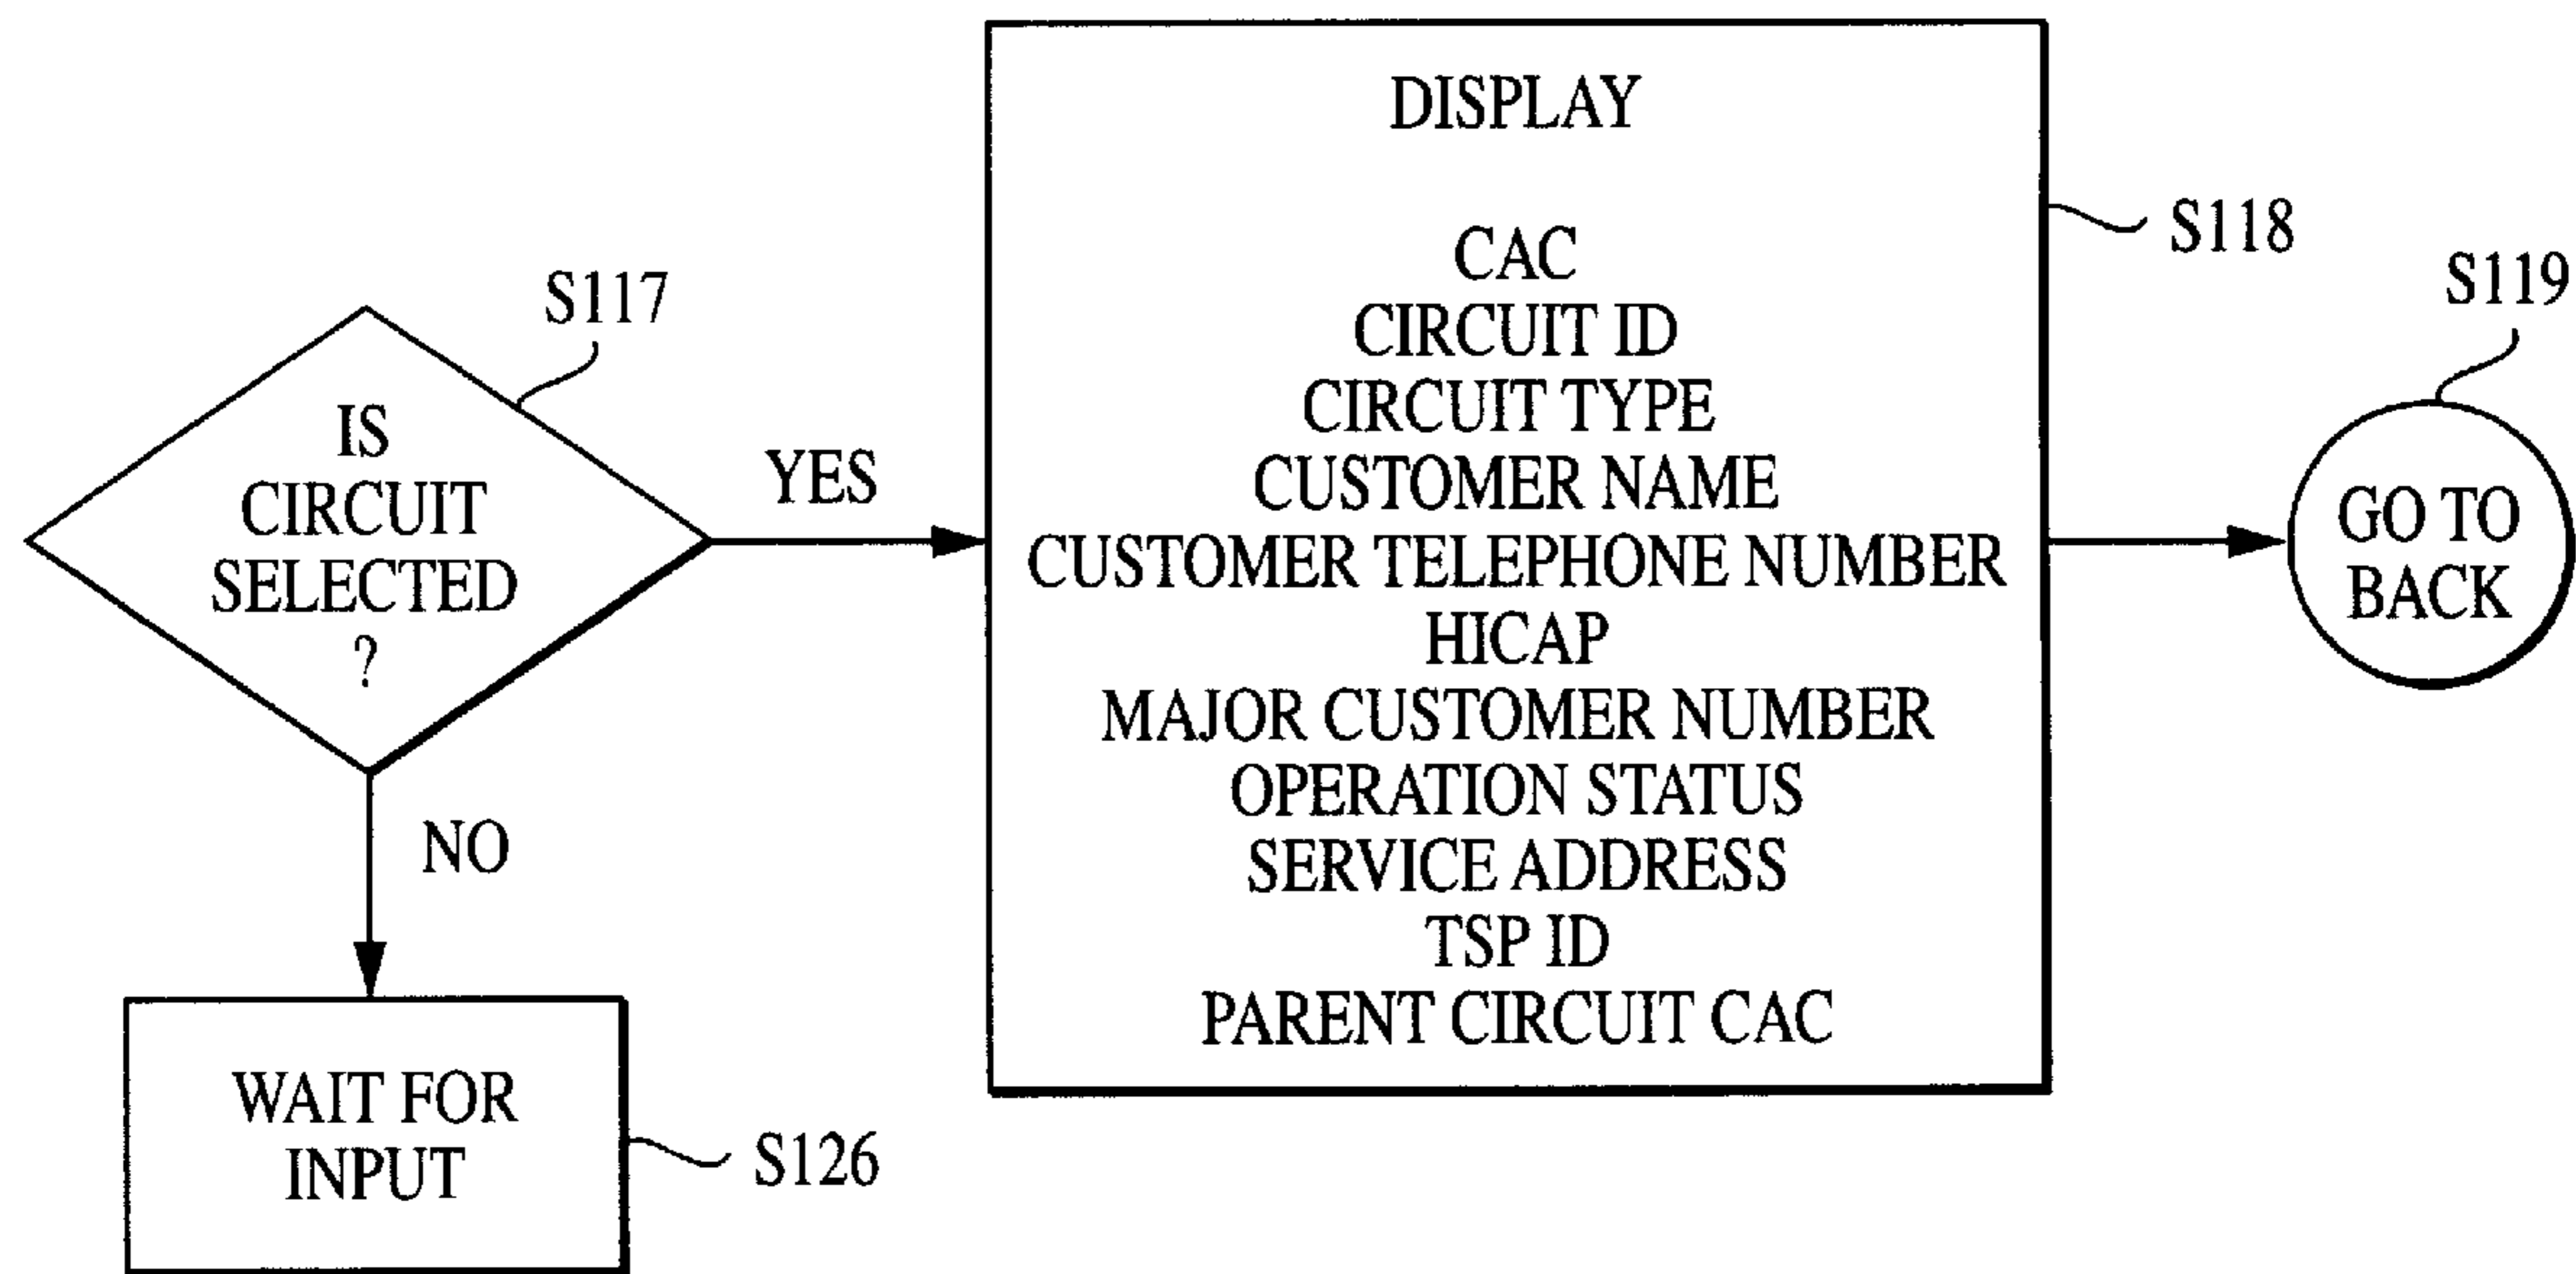 S117
IS
CIRCUIT
SELECTED
?
YES
NO
WAIT FOR
INPUT
S126
DISPLAY
CAC
CIRCUIT ID
CIRCUIT TYPE
CUSTOMER NAME
CUSTOMER TELEPHONE NUMBER
HICAP
MAJOR CUSTOMER NUMBER
OPERATION STATUS
SERVICE ADDRESS
TSP ID
PARENT CIRCUIT CAC
S118
S119
GO TO
BACK